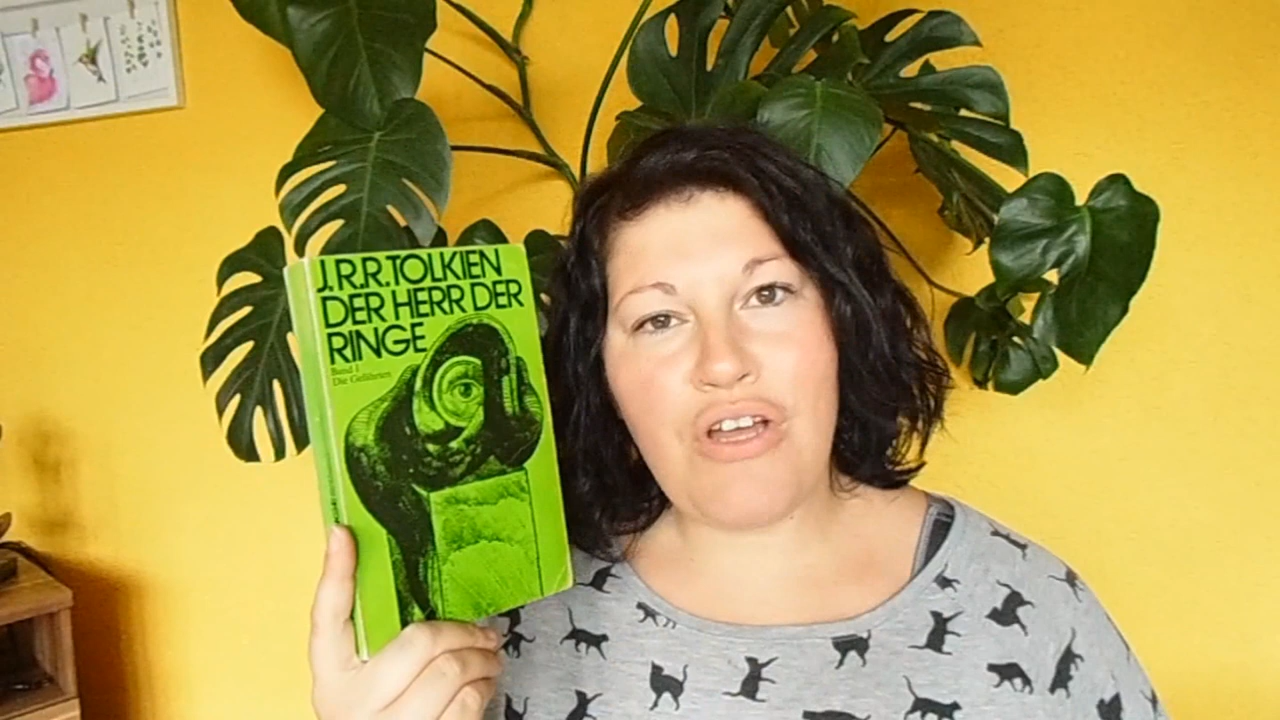 J.R.R. TOLKIEN
DER HERR DER
RINGE
Band 1
Die Gefährten